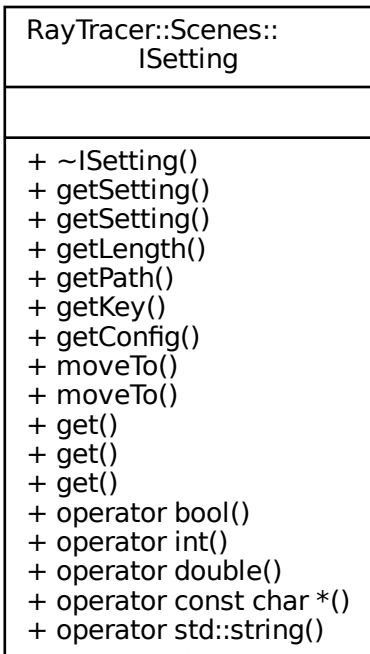 RayTracer::Scenes::
ISetting
+ ~ISetting()
+ getSetting()
+ getSetting()
+ getLength()
+ getPath()
+ getKey()
+ getConfig()
+ moveTo()
+ moveTo()
+ get()
+ get()
+ get()
+ operator bool()
+ operator int()
+ operator double()
+ operator const char *()
+ operator std::string()